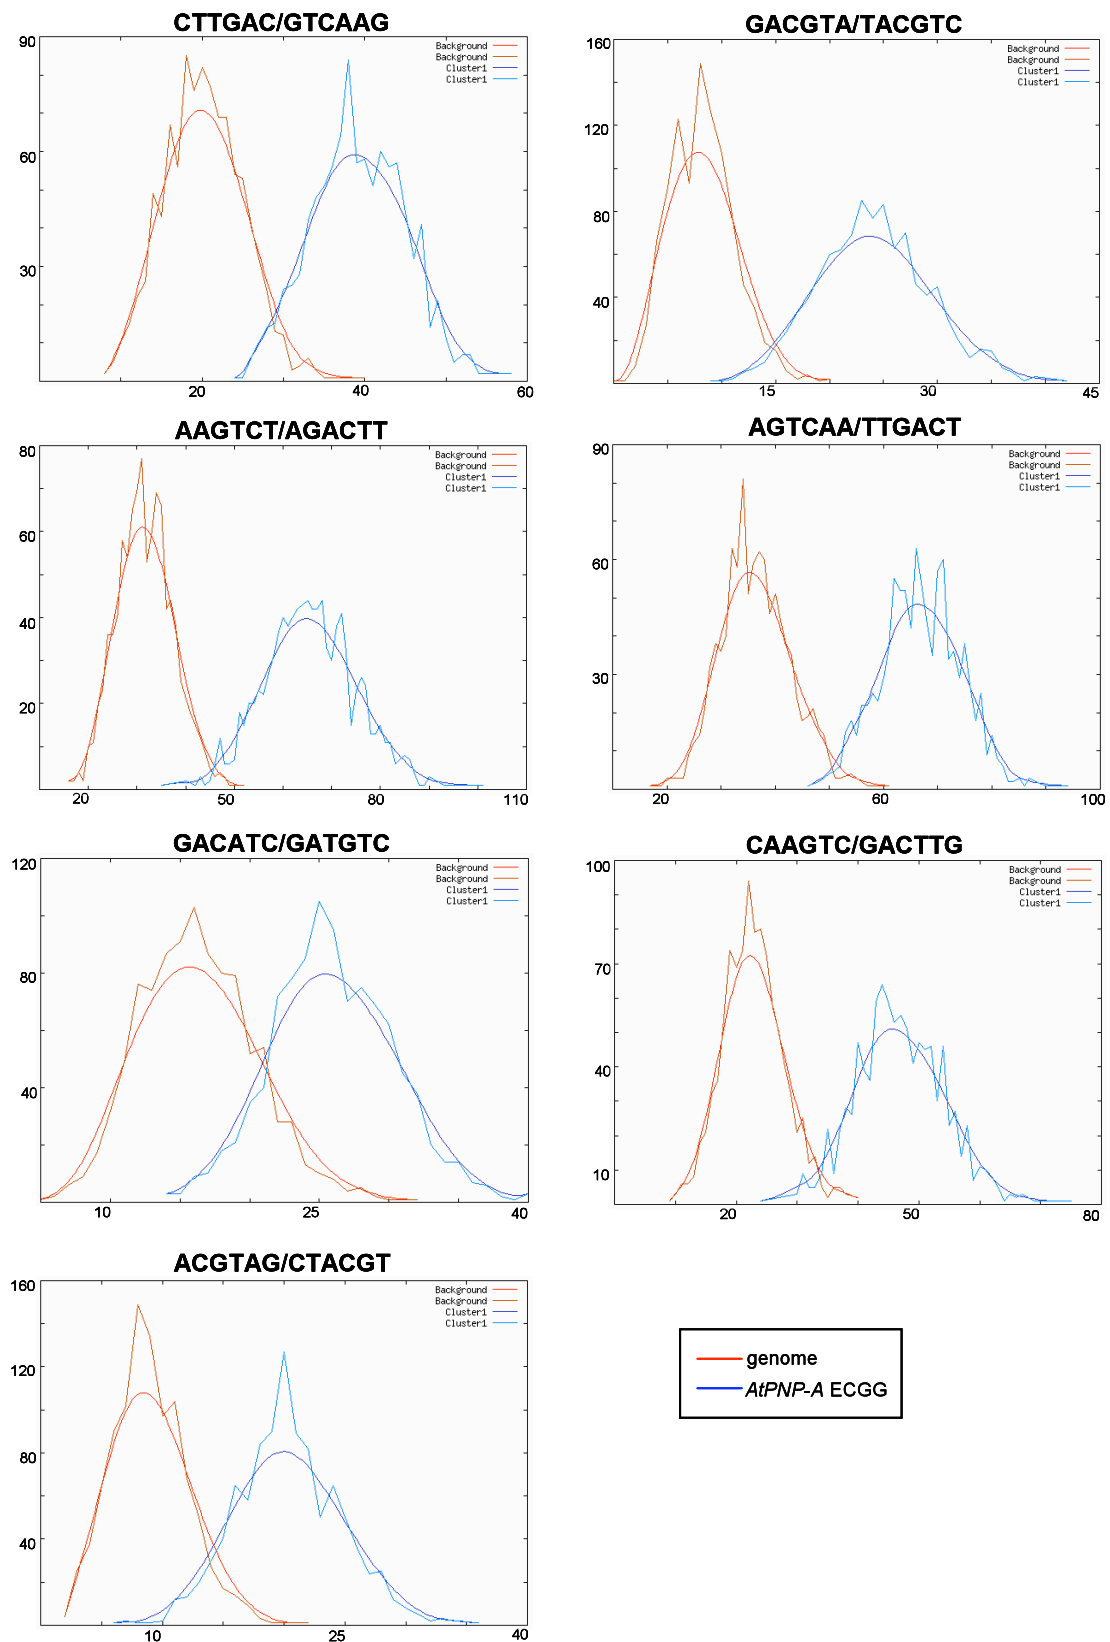 CTTGAC/GTCAAG
90
60
30
20
40
60
Background
Background
Cluster1
Cluster1
GACGTA/TACGTC
160
120
80
40
15
30
45
Background
Background
Cluster1
Cluster1
AAGTCT/AGACTT
80
60
40
20
20
50
80
110
Background
Background
Cluster1
Cluster1
AGTCAA/TTGACT
90
60
30
20
60
100
Background
Background
Cluster1
Cluster1
GACATC/GATGTC
120
80
40
10
25
40
Background
Background
Cluster1
Cluster1
CAAGTC/GACTTG
100
70
40
10
20
50
80
Background
Background
Cluster1
Cluster1
ACGTAG/CTACGT
160
120
80
40
10
25
40
Background
Background
Cluster1
Cluster1
genome
AtPNP-A ECGG